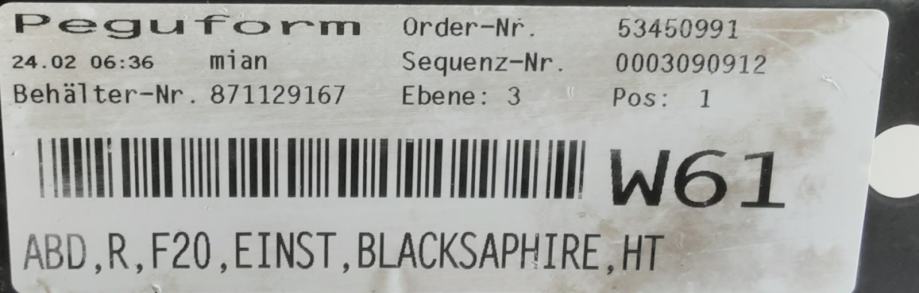 Peguform Order-Nr. 53450991
24.02 06:36 mian Sequenz-Nr. 0003090912
Behälter-Nr. 871129167 Ebene: 3 Pos: 1
W61
ABD,R,F20,EINST,BLACKSAPHIRE,HT